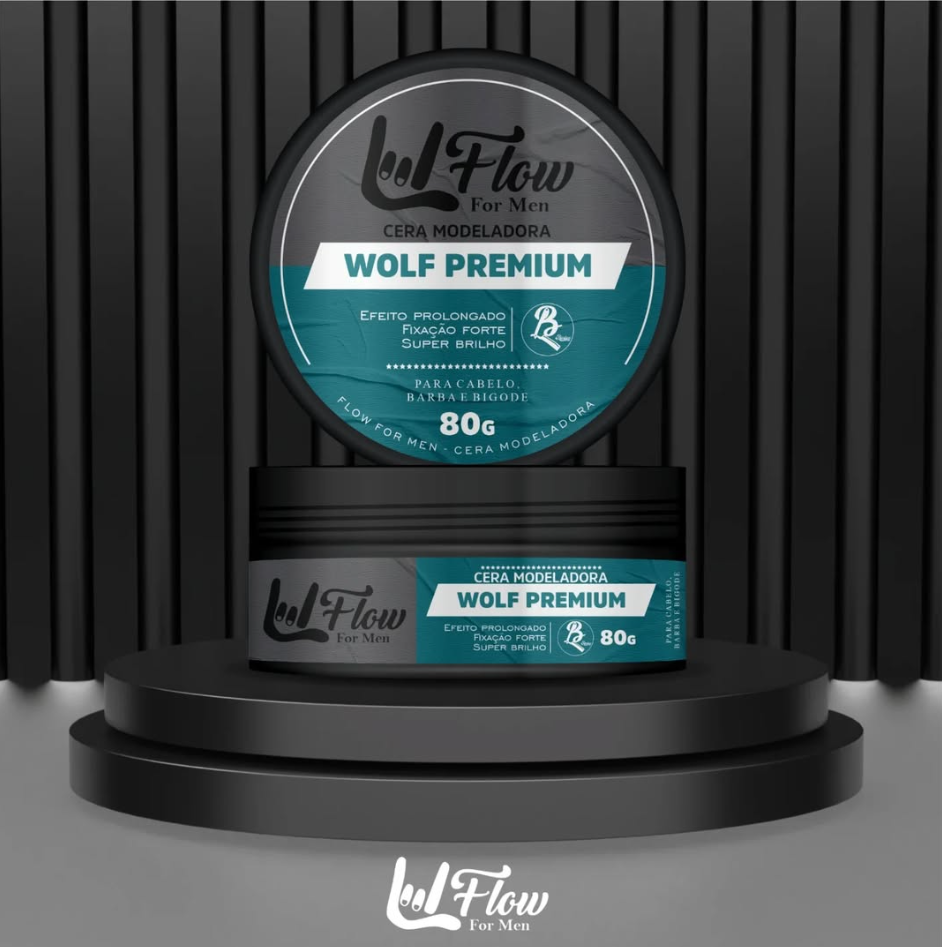 Flow
For Men
CERA MODELADORA
WOLF PREMIUM
EFEITO PROLONGADO
FIXAÇÃO FORTE
SUPER BRILHO
PARA CABELO,
BARBA E BIGODE
80G
FLOW FOR MEN - CERA MODELADORA
Flow
For Men
CERA MODELADORA
WOLF PREMIUM
EFEITO PROLONGADO
FIXAÇÃO FORTE
SUPER BRILHO
80G
PARA CABELO,
BARBA E BIGODE
Flow
For Men